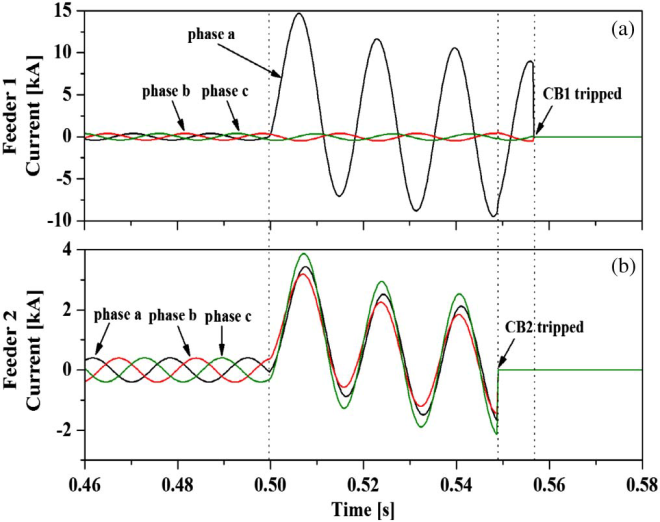 15
10
5
0
-5
-10
Feeder 1
Current [kA]
phase a
phase b
phase c
CB1 tripped
(a)
4
2
0
-2
Feeder 2
Current [kA]
phase a
phase b
phase c
CB2 tripped
(b)
0.46
0.48
0.50
0.52
0.54
0.56
0.58
Time [s]